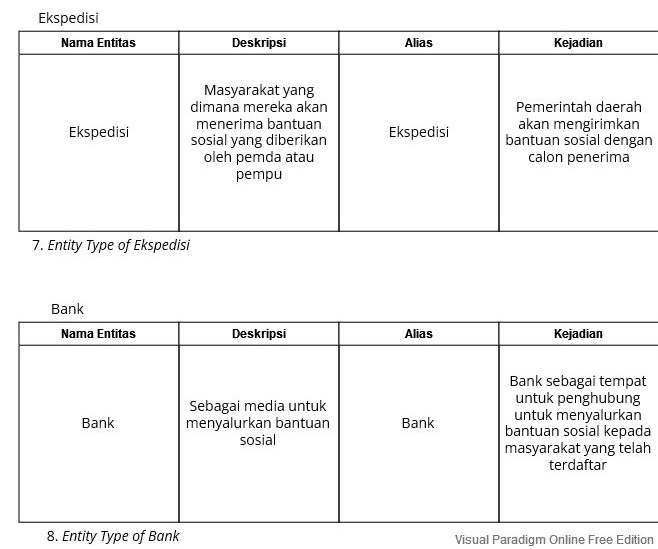 Ekspedisi
Nama Entitas Deskripsi Alias Kejadian
Ekspedisi
Masyarakat yang
dimana mereka akan
menerima bantuan
sosial yang diberikan
oleh pemda atau
pempu
Ekspedisi
Pemerintah daerah
akan mengirimkan
bantuan sosial dengan
calon penerima
7. Entity Type of Ekspedisi
Bank
Nama Entitas Deskripsi Alias Kejadian
Bank
Sebagai media untuk
menyalurkan bantuan
sosial
Bank
Bank sebagai tempat
untuk penghubung
untuk menyalurkan
bantuan sosial kepada
masyarakat yang telah
terdaftar
8. Entity Type of Bank
Visual Paradigm Online Free Edition